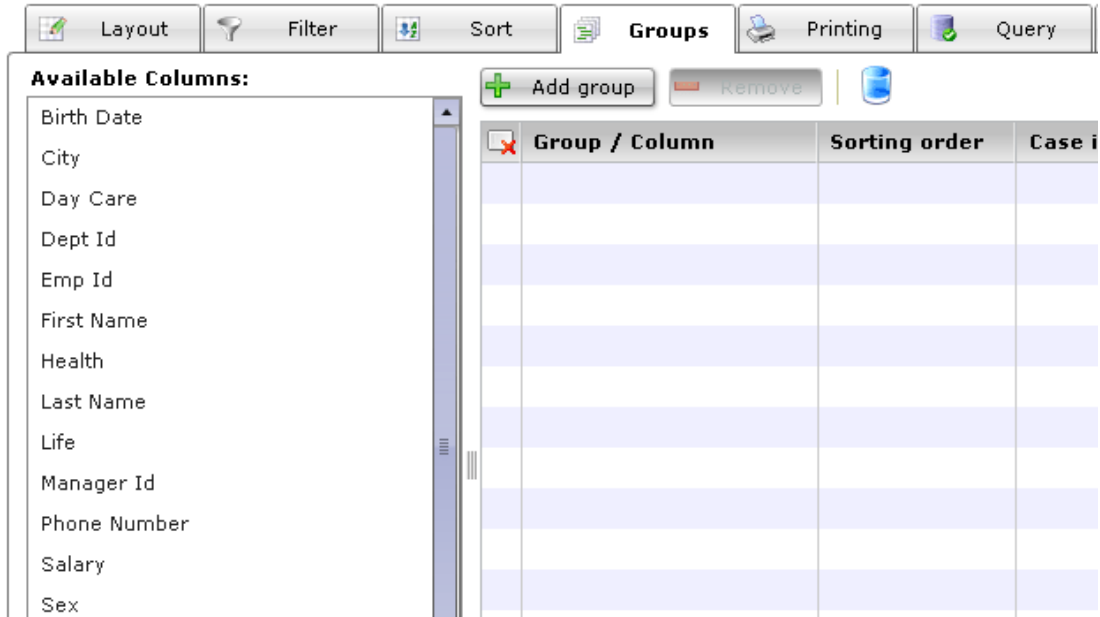 Layout Filter Sort Groups Printing Query
Available Columns:
Add group Remove
Group / Column Sorting order Case i
Birth Date
City
Day Care
Dept Id
Emp Id
First Name
Health
Last Name
Life
Manager Id
Phone Number
Salary
Sex